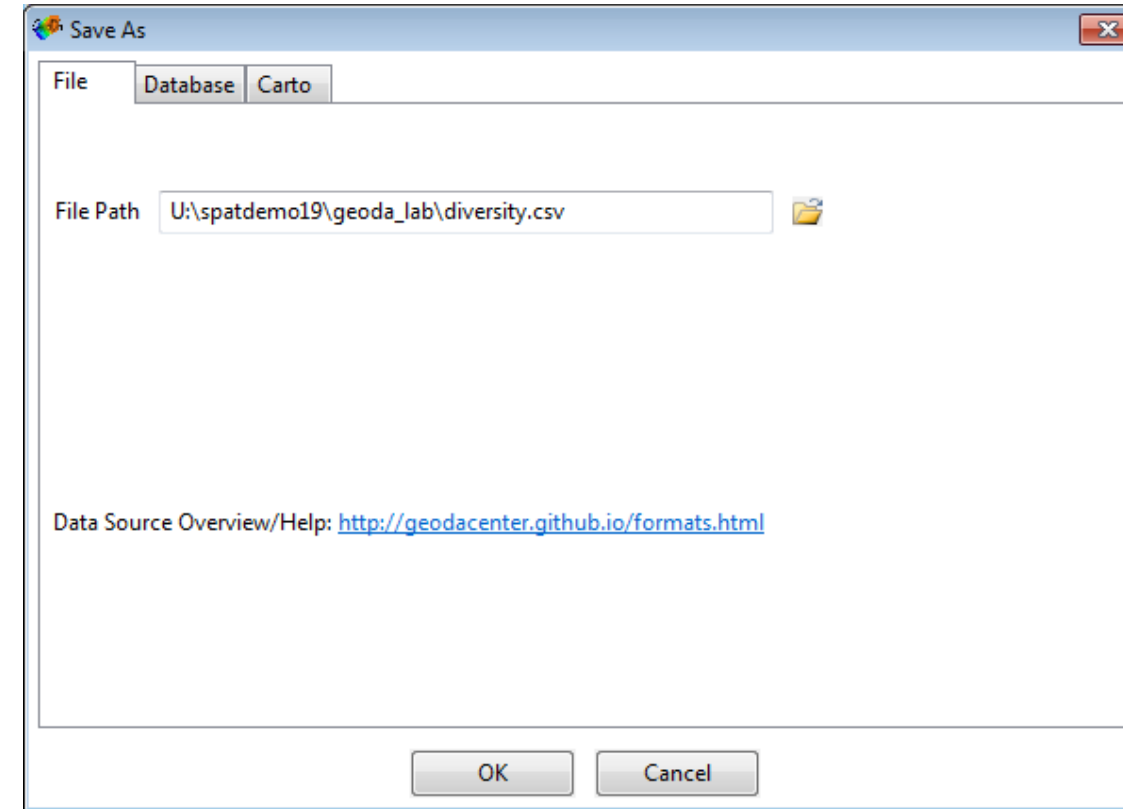 Save As
File Database Carto
File Path U:\spatdemo19\geoda_lab\diversity.csv
Data Source Overview/Help: http://geodacenter.github.io/formats.html
OK Cancel